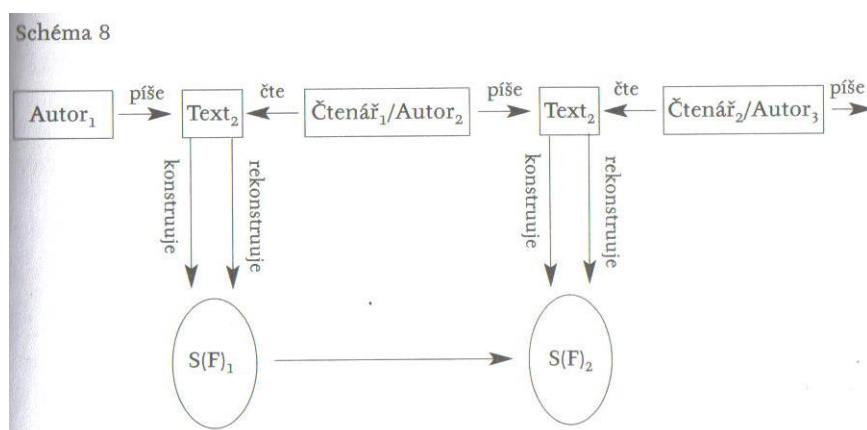 Schéma 8
píše čte píše čte píše
Autor₁ Text₂ Čtenář₁/Autor₂ Text₂ Čtenář₂/Autor₃
konstruuje rekonstruuje konstruuje rekonstruuje
S(F)₁ S(F)₂